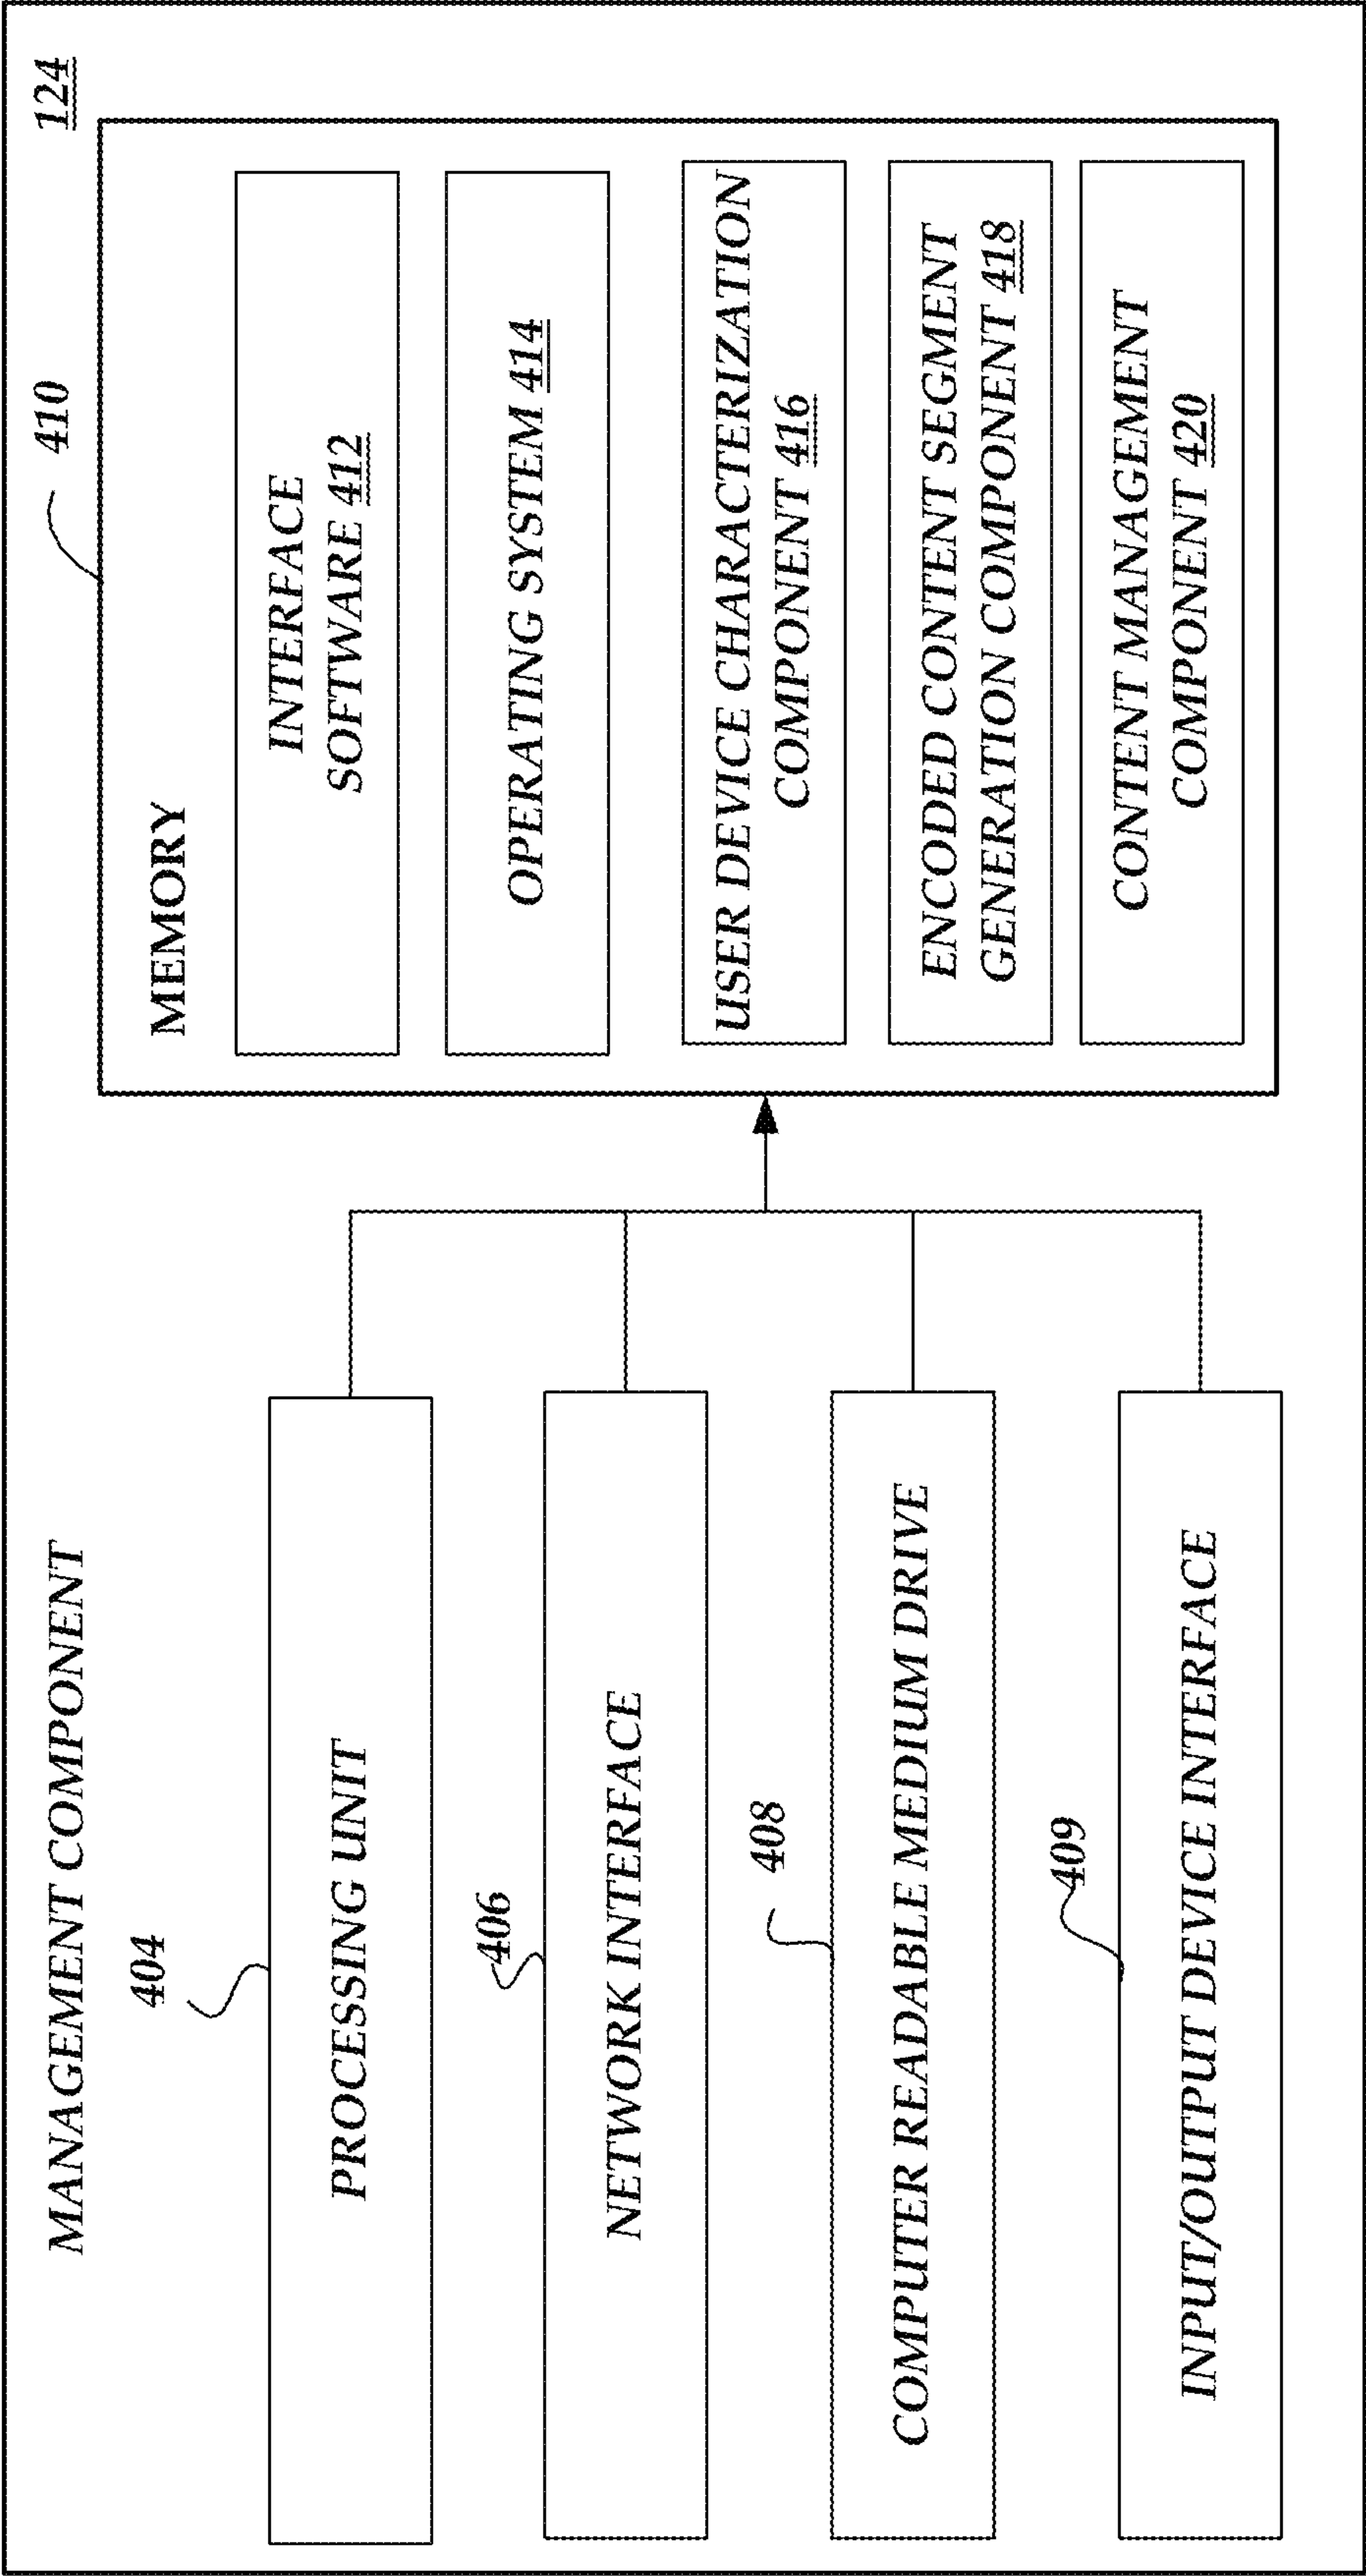 MANAGEMENT COMPONENT
124
404
PROCESSING UNIT
406
NETWORK INTERFACE
408
COMPUTER READABLE MEDIUM DRIVE
409
INPUT/OUTPUT DEVICE INTERFACE
410
MEMORY
INTERFACE
SOFTWARE 412
OPERATING SYSTEM 414
USER DEVICE CHARACTERIZATION
COMPONENT 416
ENCODED CONTENT SEGMENT
GENERATION COMPONENT 418
CONTENT MANAGEMENT
COMPONENT 420